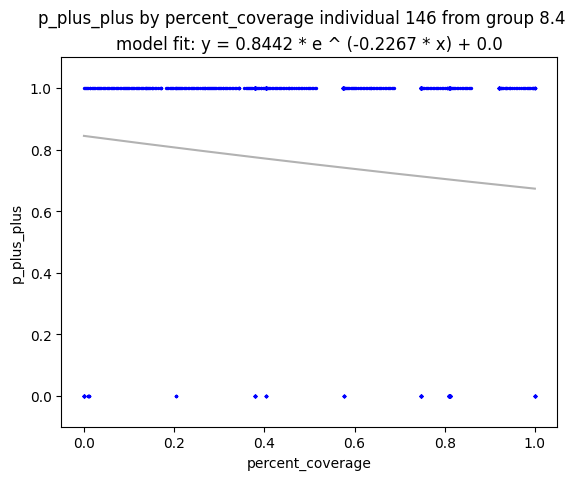 p_plus_plus by percent_coverage individual 146 from group 8.4
model fit: y = 0.8442 * e ^ (-0.2267 * x) + 0.0
1.0
0.8
0.6
0.4
0.2
0.0
p_plus_plus
0.0 0.2 0.4 0.6 0.8 1.0
percent_coverage